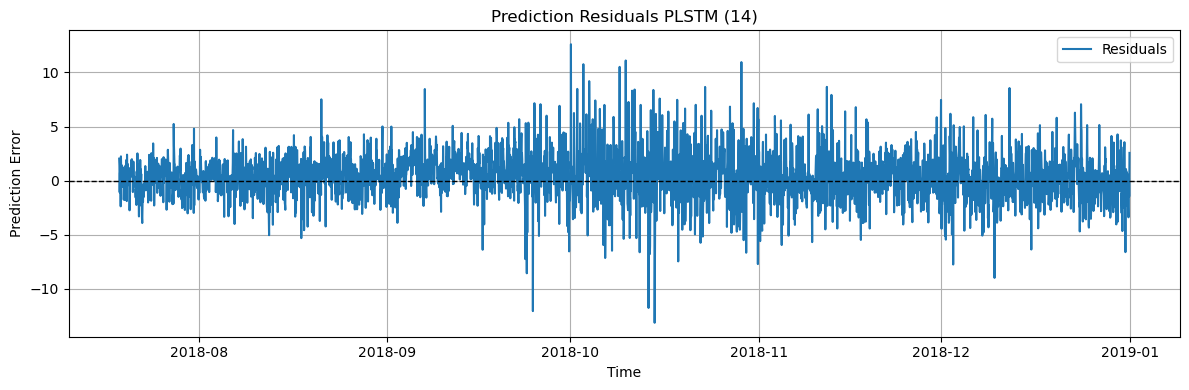 Prediction Residuals PLSTM (14)
Residuals
Prediction Error
10
5
0
−5
−10
2018-08 2018-09 2018-10 2018-11 2018-12 2019-01
Time